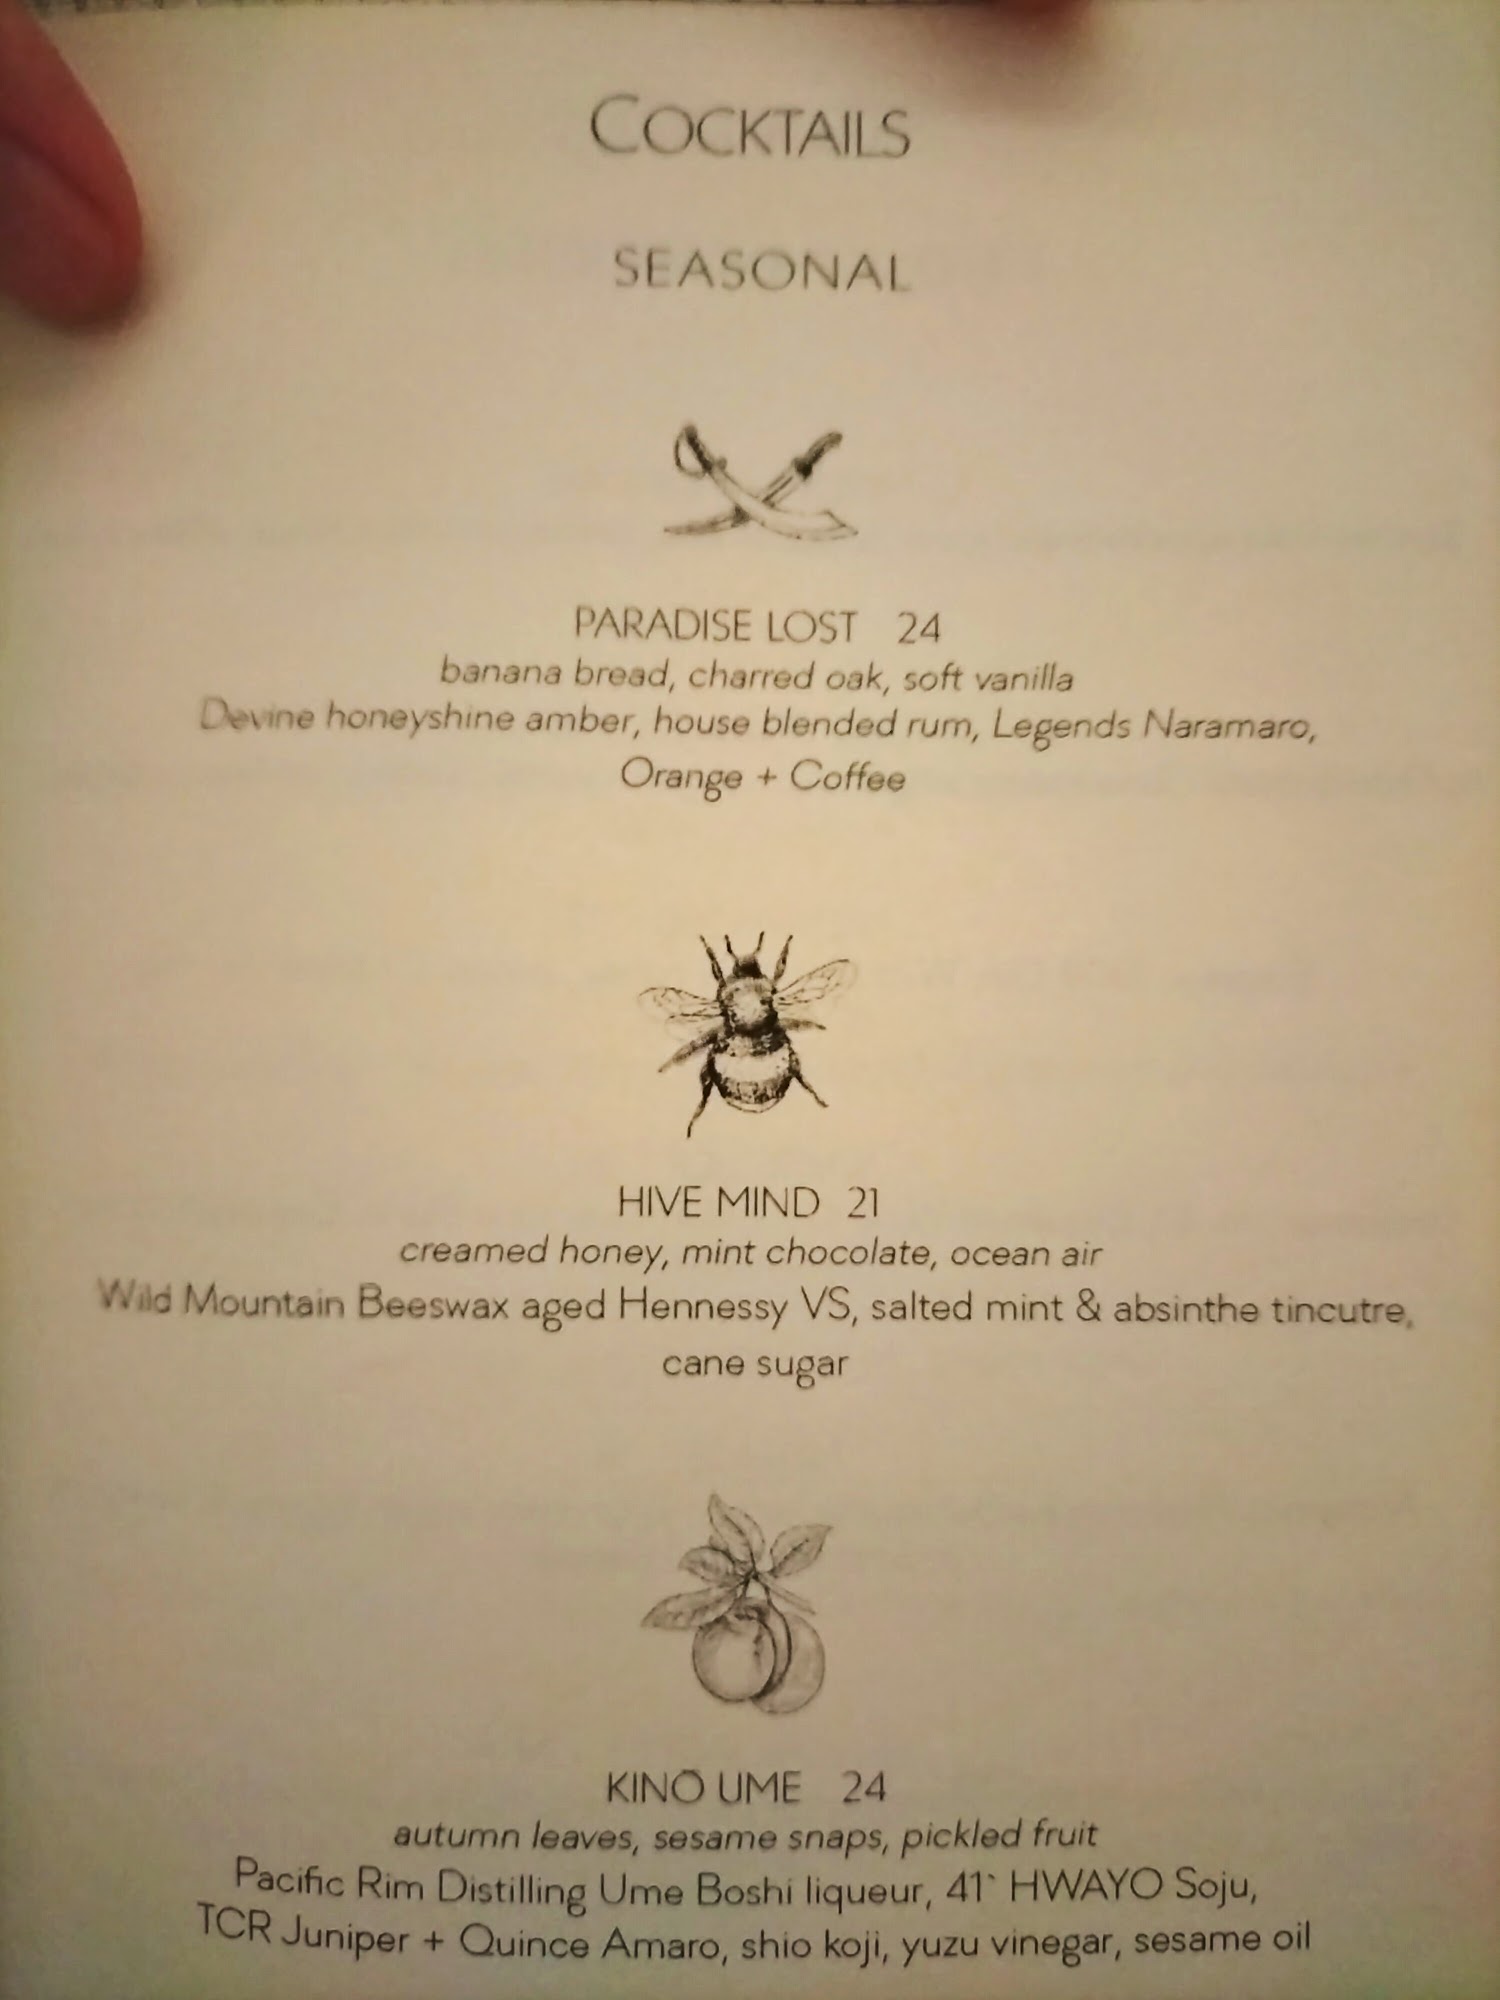 COCKTAILS
SEASONAL
PARADISE LOST 24
banana bread, charred oak, soft vanilla
Devine honeyshine amber, house blended rum, Legends Naramaro,
Orange + Coffee
HIVE MIND 21
creamed honey, mint chocolate, ocean air
Wild Mountain Beeswax aged Hennessy VS, salted mint & absinthe tincutre,
cane sugar
KINŌ UME 24
autumn leaves, sesame snaps, pickled fruit
Pacific Rim Distilling Ume Boshi liqueur, 41` HWAYO Soju,
TCR Juniper + Quince Amaro, shio koji, yuzu vinegar, sesame oil